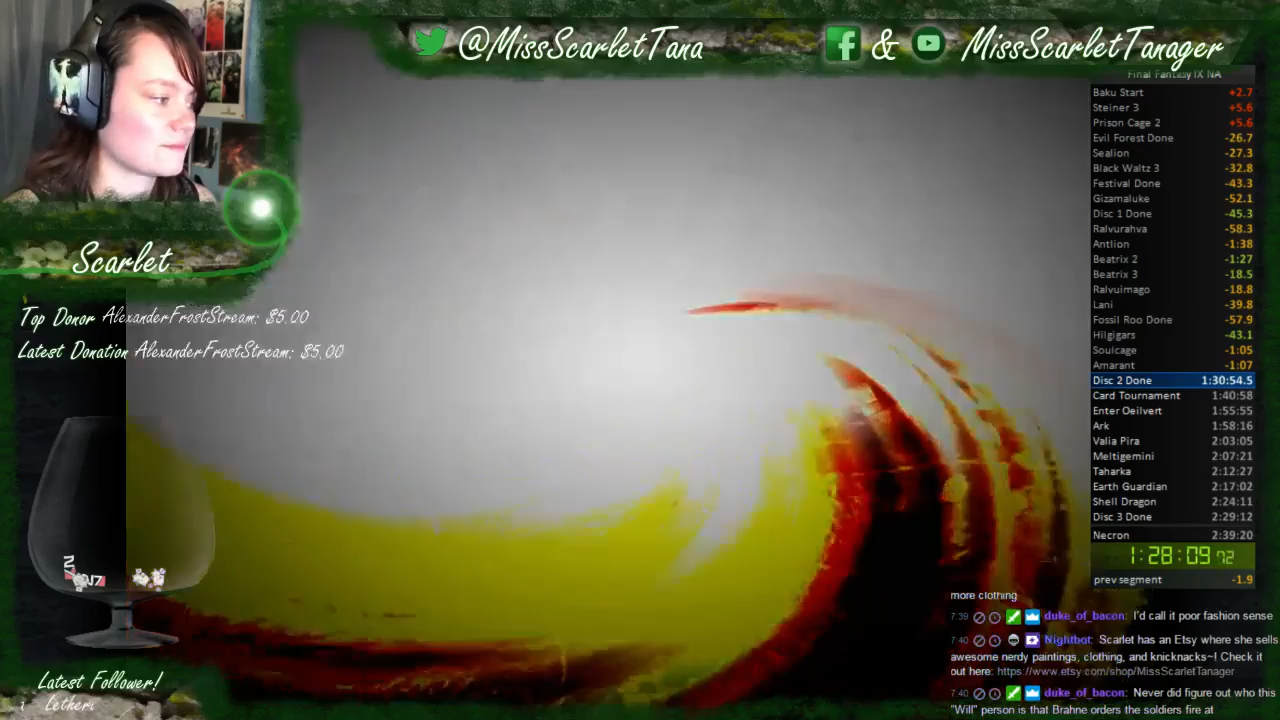 @MissScarletTana
& MissScarletTanager
Scarlet
Top Donor AlexanderFrostStream: $5.00
Latest Donation AlexanderFrostStream: $5.00
Latest Follower!
Final Fantasy IX NA
Baku Start +2.7
Steiner 3 +5.6
Prison Cage 2 +5.6
Evil Forest Done -26.7
Sealion -27.3
Black Waltz 3 -32.8
Festival Done -43.3
Gizamaluke -52.1
Disc 1 Done -45.3
Ralvurahva -58.3
Antlion -1:38
Beatrix 2 -1:27
Beatrix 3 -18.5
Ralvuimago -18.8
Lani -39.8
Fossil Roo Done -57.9
Hilgigars -43.1
Soulcage -1:05
Amarant -1:07
Disc 2 Done 1:30:54.5
Card Tournament 1:40:58
Enter Oeilvert 1:55:55
Ark 1:58:16
Valia Pira 2:03:05
Meltigemini 2:07:21
Taharka 2:12:27
Earth Guardian 2:17:02
Shell Dragon 2:24:11
Disc 3 Done 2:29:12
Necron 2:39:20
1:28:09 72
prev segment -1.9
more clothing
7:39 duke_of_bacon: I'd call it poor fashion sense
7:40 Nightbot: Scarlet has an Etsy where she sells
awesome nerdy paintings, clothing, and knicknacks~! Check it
out here: https://www.etsy.com/shop/MissScarletTanager
7:40 duke_of_bacon: Never did figure out who this
"Will" person is that Brahne orders the soldiers fire at